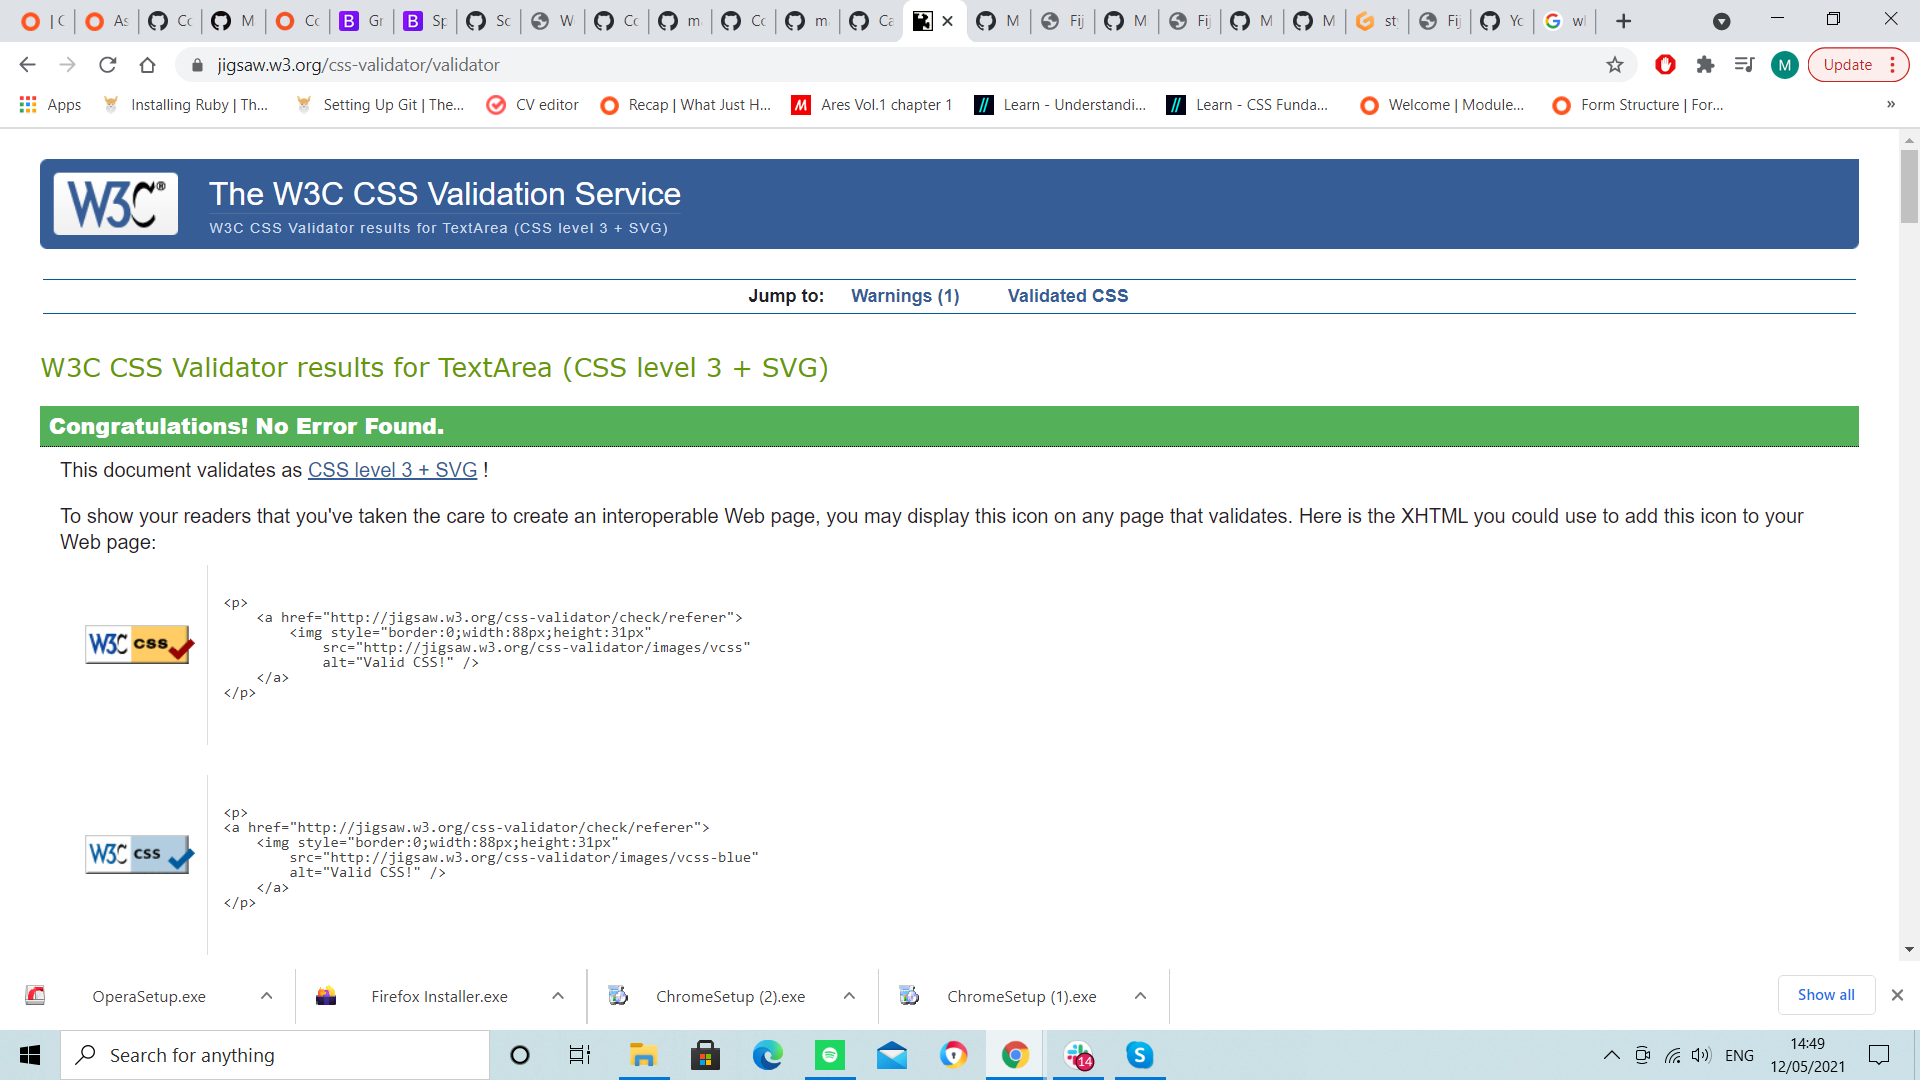 | C
As
Co
M
Co
Gr
Sp
Sc
W
Co
m
Co
m
Ca
M
Fij
M
Fij
M
M
st
Fij
Yo
wh
jigsaw.w3.org/css-validator/validator
M
Update
Apps
Installing Ruby | Th...
Setting Up Git | The...
CV editor
Recap | What Just H...
Ares Vol.1 chapter 1
Learn - Understandi...
Learn - CSS Funda...
Welcome | Module...
Form Structure | For...
»
W3C®
The W3C CSS Validation Service
W3C CSS Validator results for TextArea (CSS level 3 + SVG)
Jump to: Warnings (1) Validated CSS
W3C CSS Validator results for TextArea (CSS level 3 + SVG)
Congratulations! No Error Found.
This document validates as CSS level 3 + SVG !
To show your readers that you've taken the care to create an interoperable Web page, you may display this icon on any page that validates. Here is the XHTML you could use to add this icon to your
Web page:
W3C css
<p>
<a href="http://jigsaw.w3.org/css-validator/check/referer">
<img style="border:0;width:88px;height:31px"
src="http://jigsaw.w3.org/css-validator/images/vcss"
alt="Valid CSS!" />
</a>
</p>
W3C css
<p>
<a href="http://jigsaw.w3.org/css-validator/check/referer">
<img style="border:0;width:88px;height:31px"
src="http://jigsaw.w3.org/css-validator/images/vcss-blue"
alt="Valid CSS!" />
</a>
</p>
OperaSetup.exe
Firefox Installer.exe
ChromeSetup (2).exe
ChromeSetup (1).exe
Show all
Search for anything
14
ENG
14:49
12/05/2021